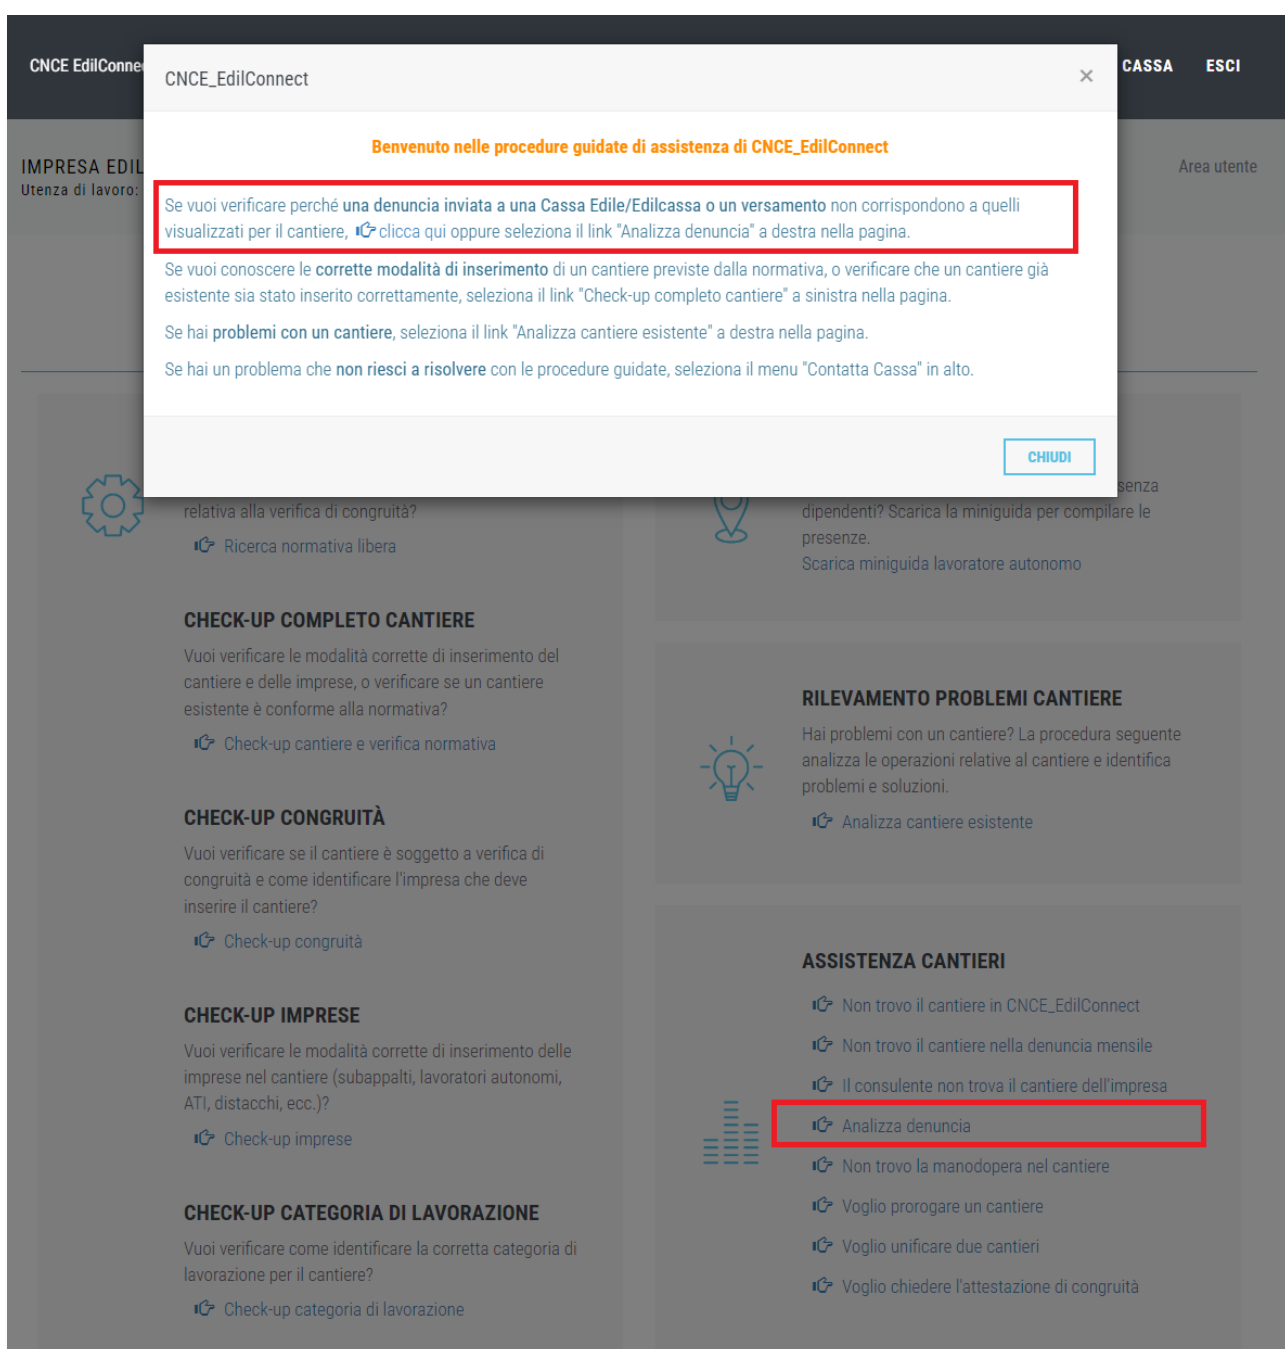 CNCE EdilConne
CASSA ESCI
CNCE_EdilConnect
×
IMPRESA EDIL
Utenza di lavoro:
Area utente
Benvenuto nelle procedure guidate di assistenza di CNCE_EdilConnect
Se vuoi verificare perché una denuncia inviata a una Cassa Edile/Edilcassa o un versamento non corrispondono a quelli
visualizzati per il cantiere, clicca qui oppure seleziona il link "Analizza denuncia" a destra nella pagina.
Se vuoi conoscere le corrette modalità di inserimento di un cantiere previste dalla normativa, o verificare che un cantiere già
esistente sia stato inserito correttamente, seleziona il link "Check-up completo cantiere" a sinistra nella pagina.
Se hai problemi con un cantiere, seleziona il link "Analizza cantiere esistente" a destra nella pagina.
Se hai un problema che non riesci a risolvere con le procedure guidate, seleziona il menu "Contatta Cassa" in alto.
CHIUDI
relativa alla verifica di congruità?
Ricerca normativa libera
CHECK-UP COMPLETO CANTIERE
Vuoi verificare le modalità corrette di inserimento del
cantiere e delle imprese, o verificare se un cantiere
esistente è conforme alla normativa?
Check-up cantiere e verifica normativa
CHECK-UP CONGRUITÀ
Vuoi verificare se il cantiere è soggetto a verifica di
congruità e come identificare l'impresa che deve
inserire il cantiere?
Check-up congruità
CHECK-UP IMPRESE
Vuoi verificare le modalità corrette di inserimento delle
imprese nel cantiere (subappalti, lavoratori autonomi,
ATI, distacchi, ecc.)?
Check-up imprese
CHECK-UP CATEGORIA DI LAVORAZIONE
Vuoi verificare come identificare la corretta categoria di
lavorazione per il cantiere?
Check-up categoria di lavorazione
senza
dipendenti? Scarica la miniguida per compilare le
presenze.
Scarica miniguida lavoratore autonomo
RILEVAMENTO PROBLEMI CANTIERE
Hai problemi con un cantiere? La procedura seguente
analizza le operazioni relative al cantiere e identifica
problemi e soluzioni.
Analizza cantiere esistente
ASSISTENZA CANTIERI
Non trovo il cantiere in CNCE_EdilConnect
Non trovo il cantiere nella denuncia mensile
Il consulente non trova il cantiere dell'impresa
Analizza denuncia
Non trovo la manodopera nel cantiere
Voglio prorogare un cantiere
Voglio unificare due cantieri
Voglio chiedere l'attestazione di congruità